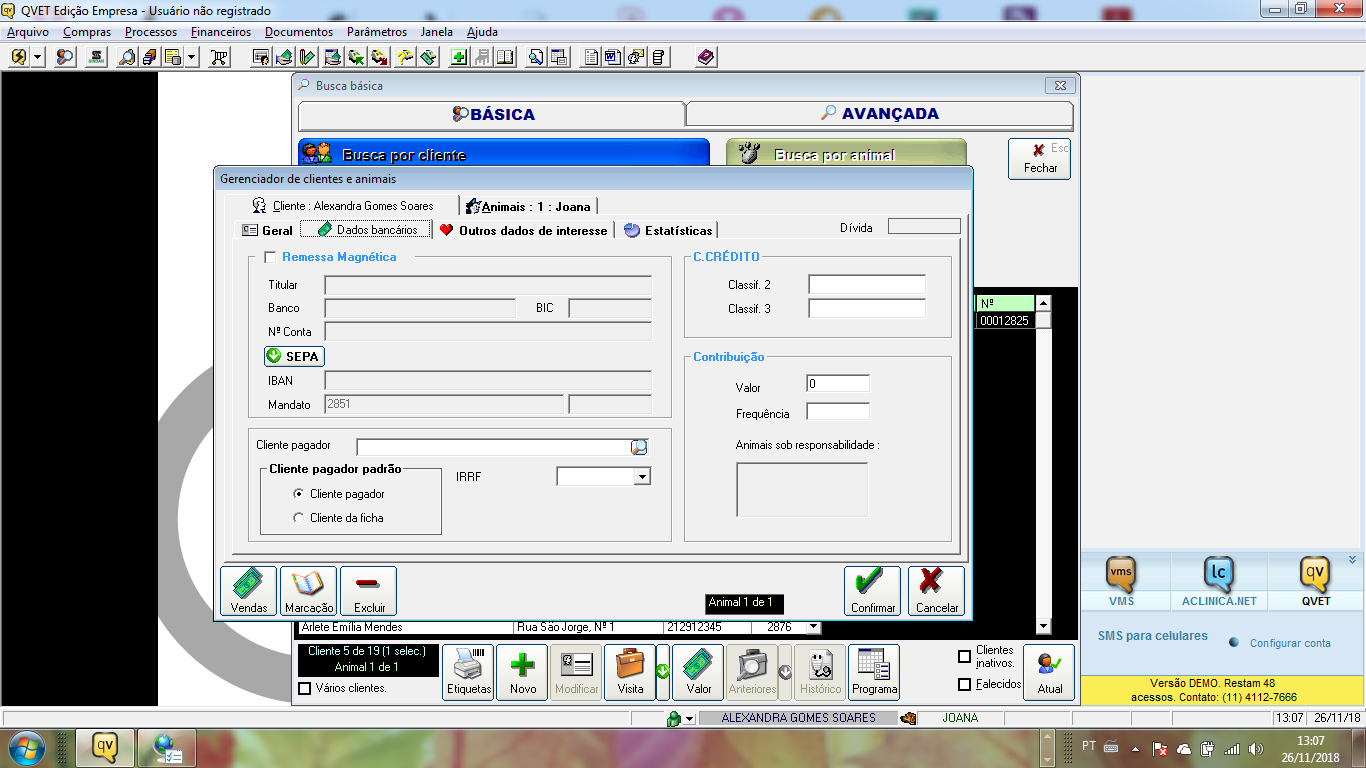 QVET Edição Empresa - Usuário não registrado
Arquivo Compras Processos Financeiros Documentos Parâmetros Janela Ajuda
Busca básica
BÁSICA AVANÇADA
Busca por cliente Busca por animal
Esc
Fechar
Gerenciador de clientes e animais
Cliente : Alexandra Gomes Soares Animais : 1 : Joana
Geral Dados bancários Outros dados de interesse Estatísticas Dívida
Remessa Magnética
Titular
Banco BIC
Nº Conta
SEPA
IBAN
Mandato 2851
Cliente pagador
Cliente pagador padrão
Cliente pagador
Cliente da ficha
IRRF
C.CRÉDITO
Classif. 2
Classif. 3
Contribuição
Valor 0
Frequência
Animais sob responsabilidade :
Nº
00012825
Vendas Marcação Excluir
Animal 1 de 1
Confirmar Cancelar
Arlete Emília Mendes Rua São Jorge, Nº 1 212912345 2876
Cliente 5 de 19 (1 selec.)
Animal 1 de 1
Vários clientes.
Etiquetas Novo Modificar Visita Valor Anteriores Histórico Programa
Clientes
inativos.
Falecidos
Atual
vms lc qv
VMS ACLINICA.NET QVET
SMS para celulares Configurar conta
Versão DEMO. Restam 48
acessos. Contato: (11) 4112-7666
ALEXANDRA GOMES SOARES JOANA 13:07 26/11/18
qv
PT
13:07
26/11/2018